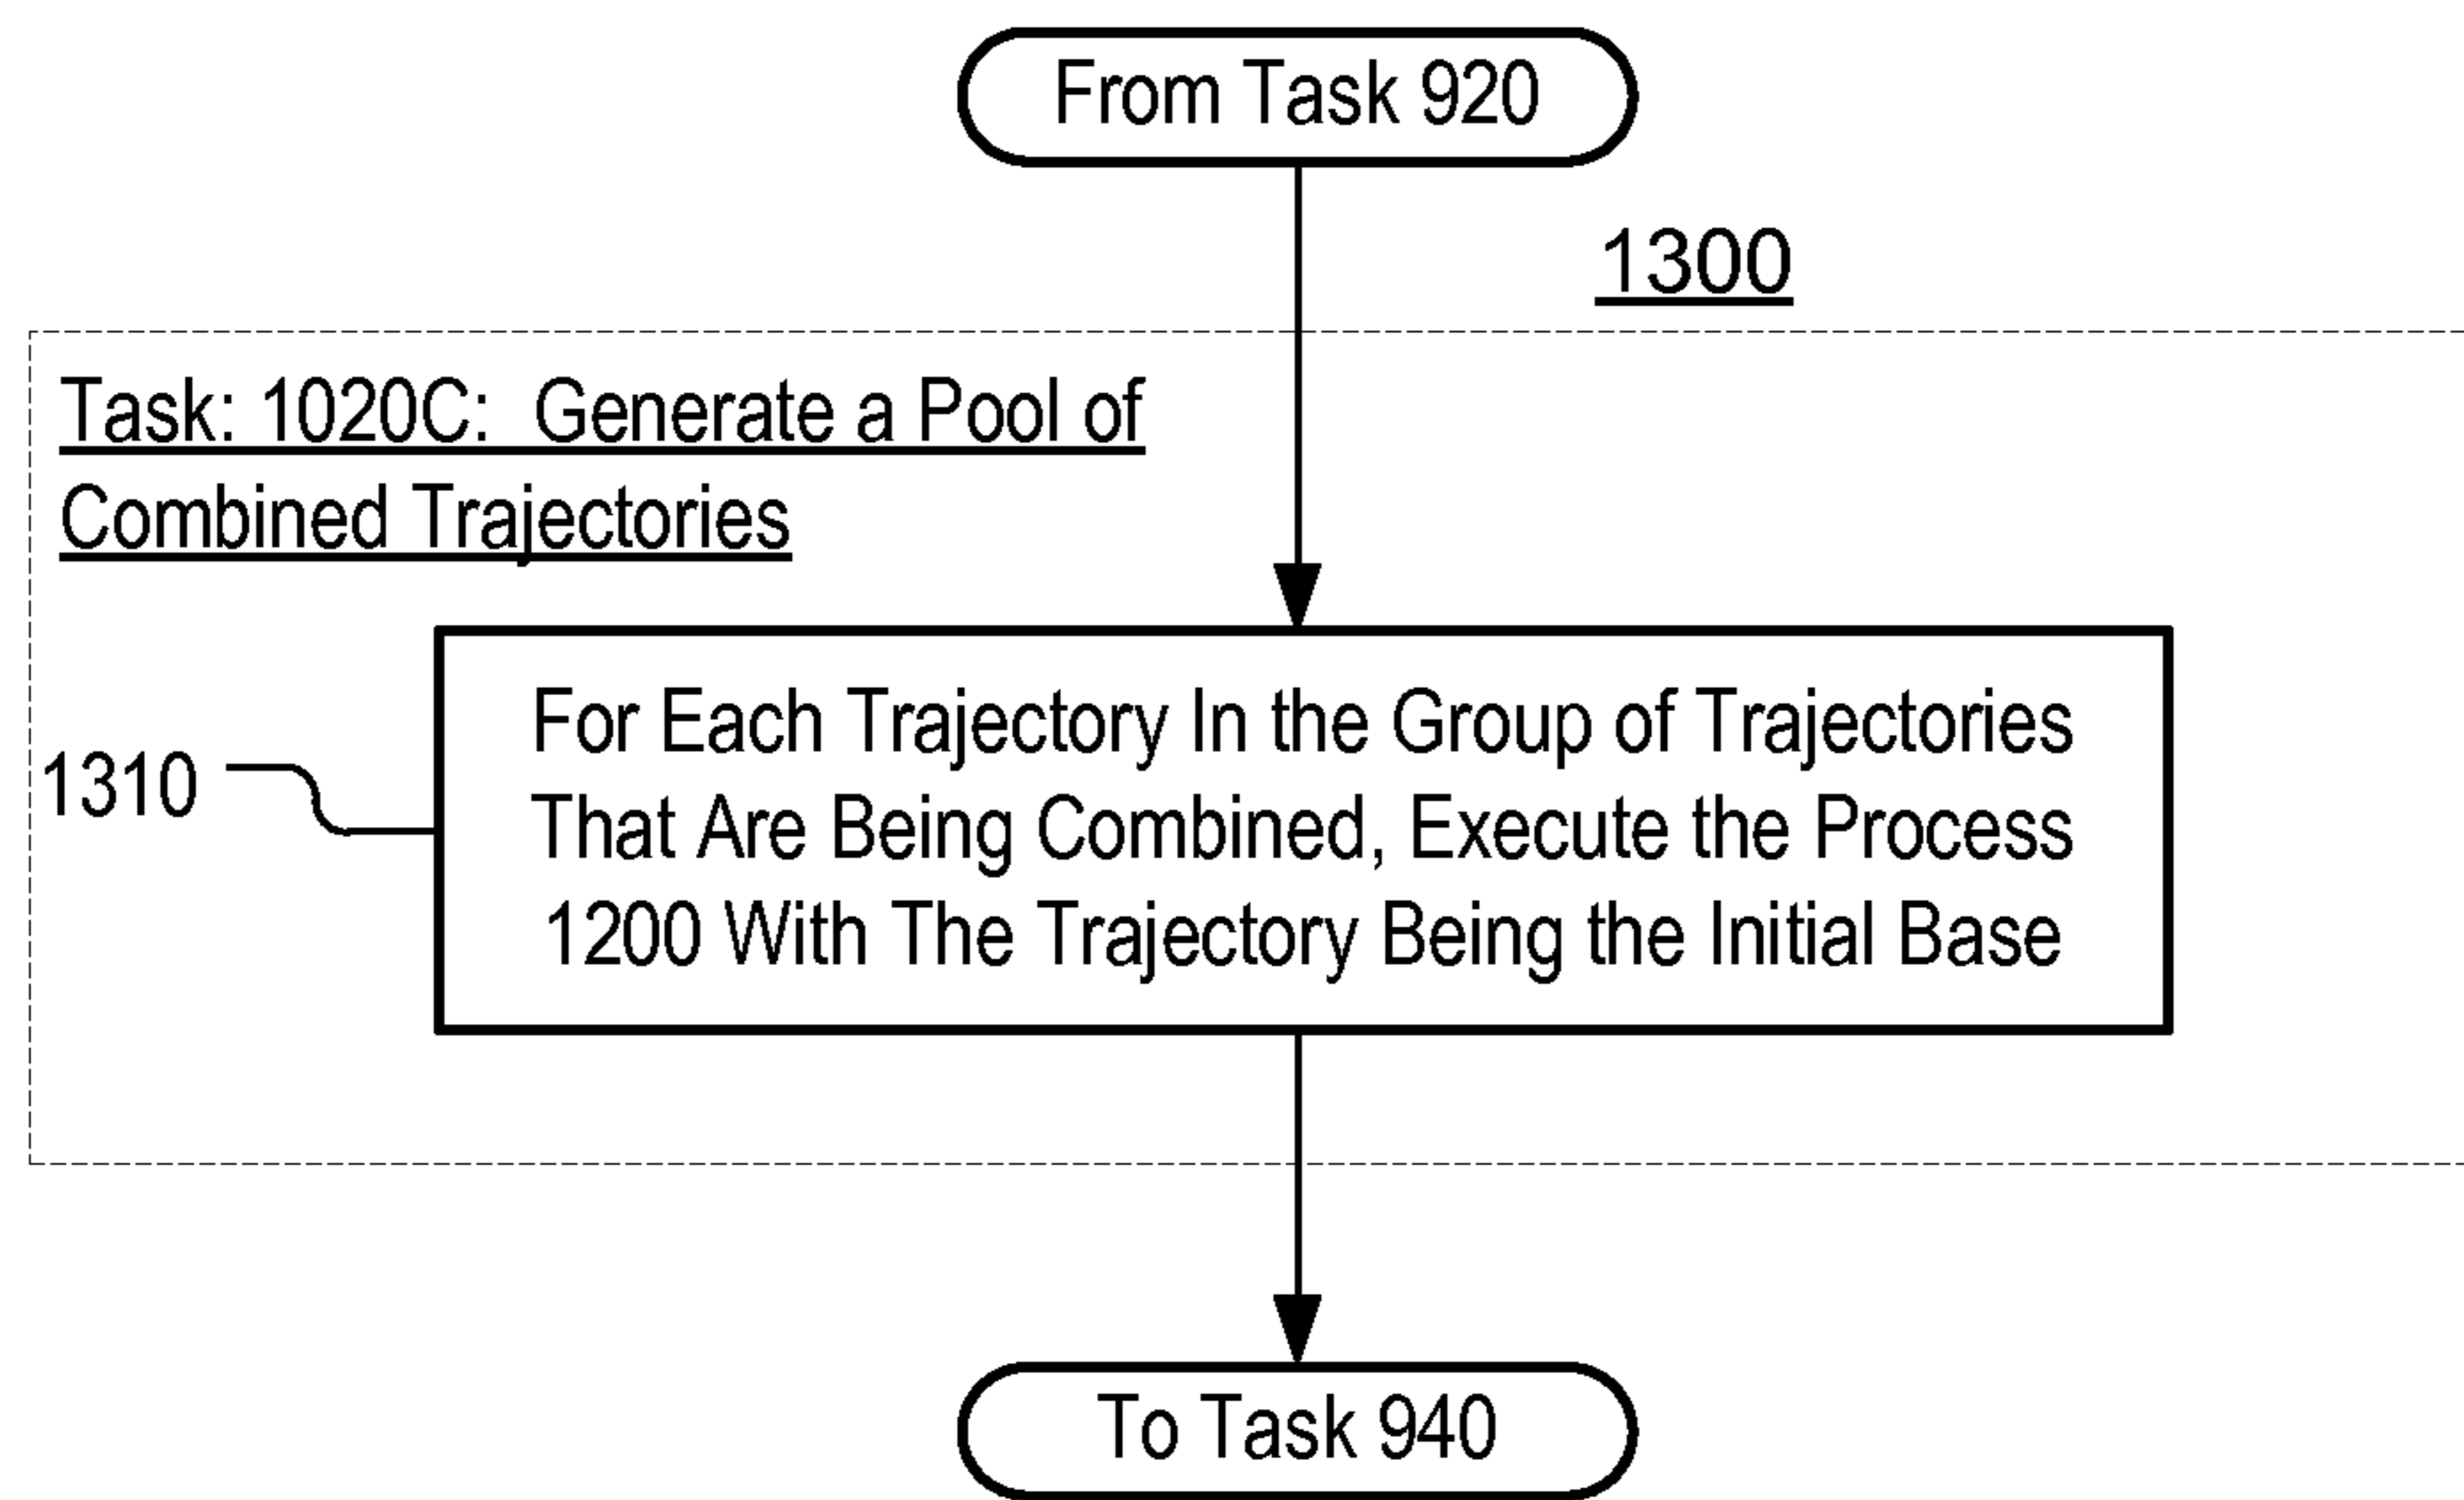 From Task 920
1300
Task: 1020C: Generate a Pool of
Combined Trajectories
For Each Trajectory In the Group of Trajectories
That Are Being Combined, Execute the Process
1200 With The Trajectory Being the Initial Base
1310
To Task 940